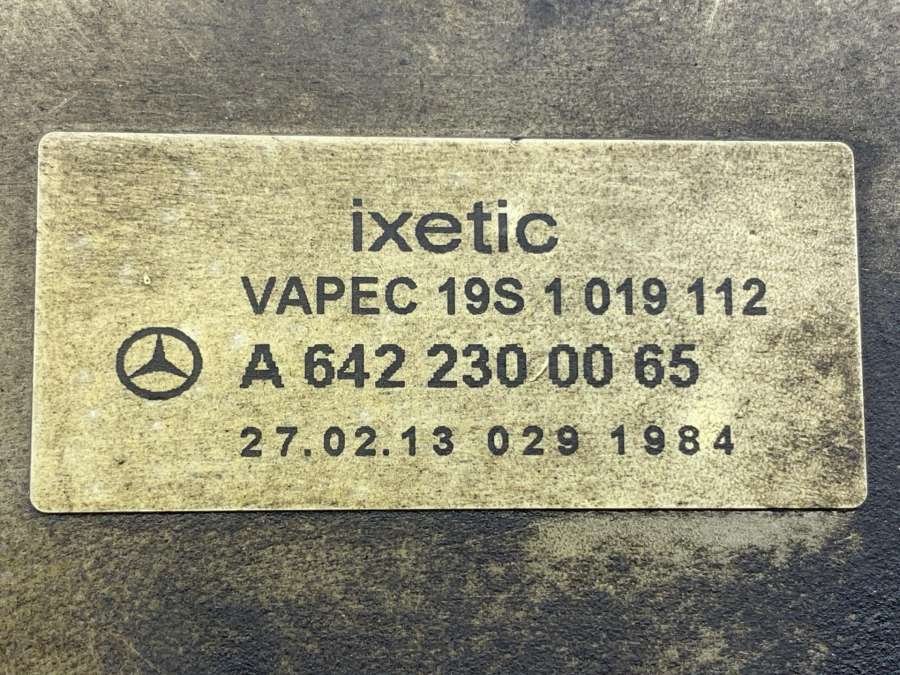 ixetic
VAPEC 19S 1 019 112
A 642 230 00 65
27.02.13 029 1984